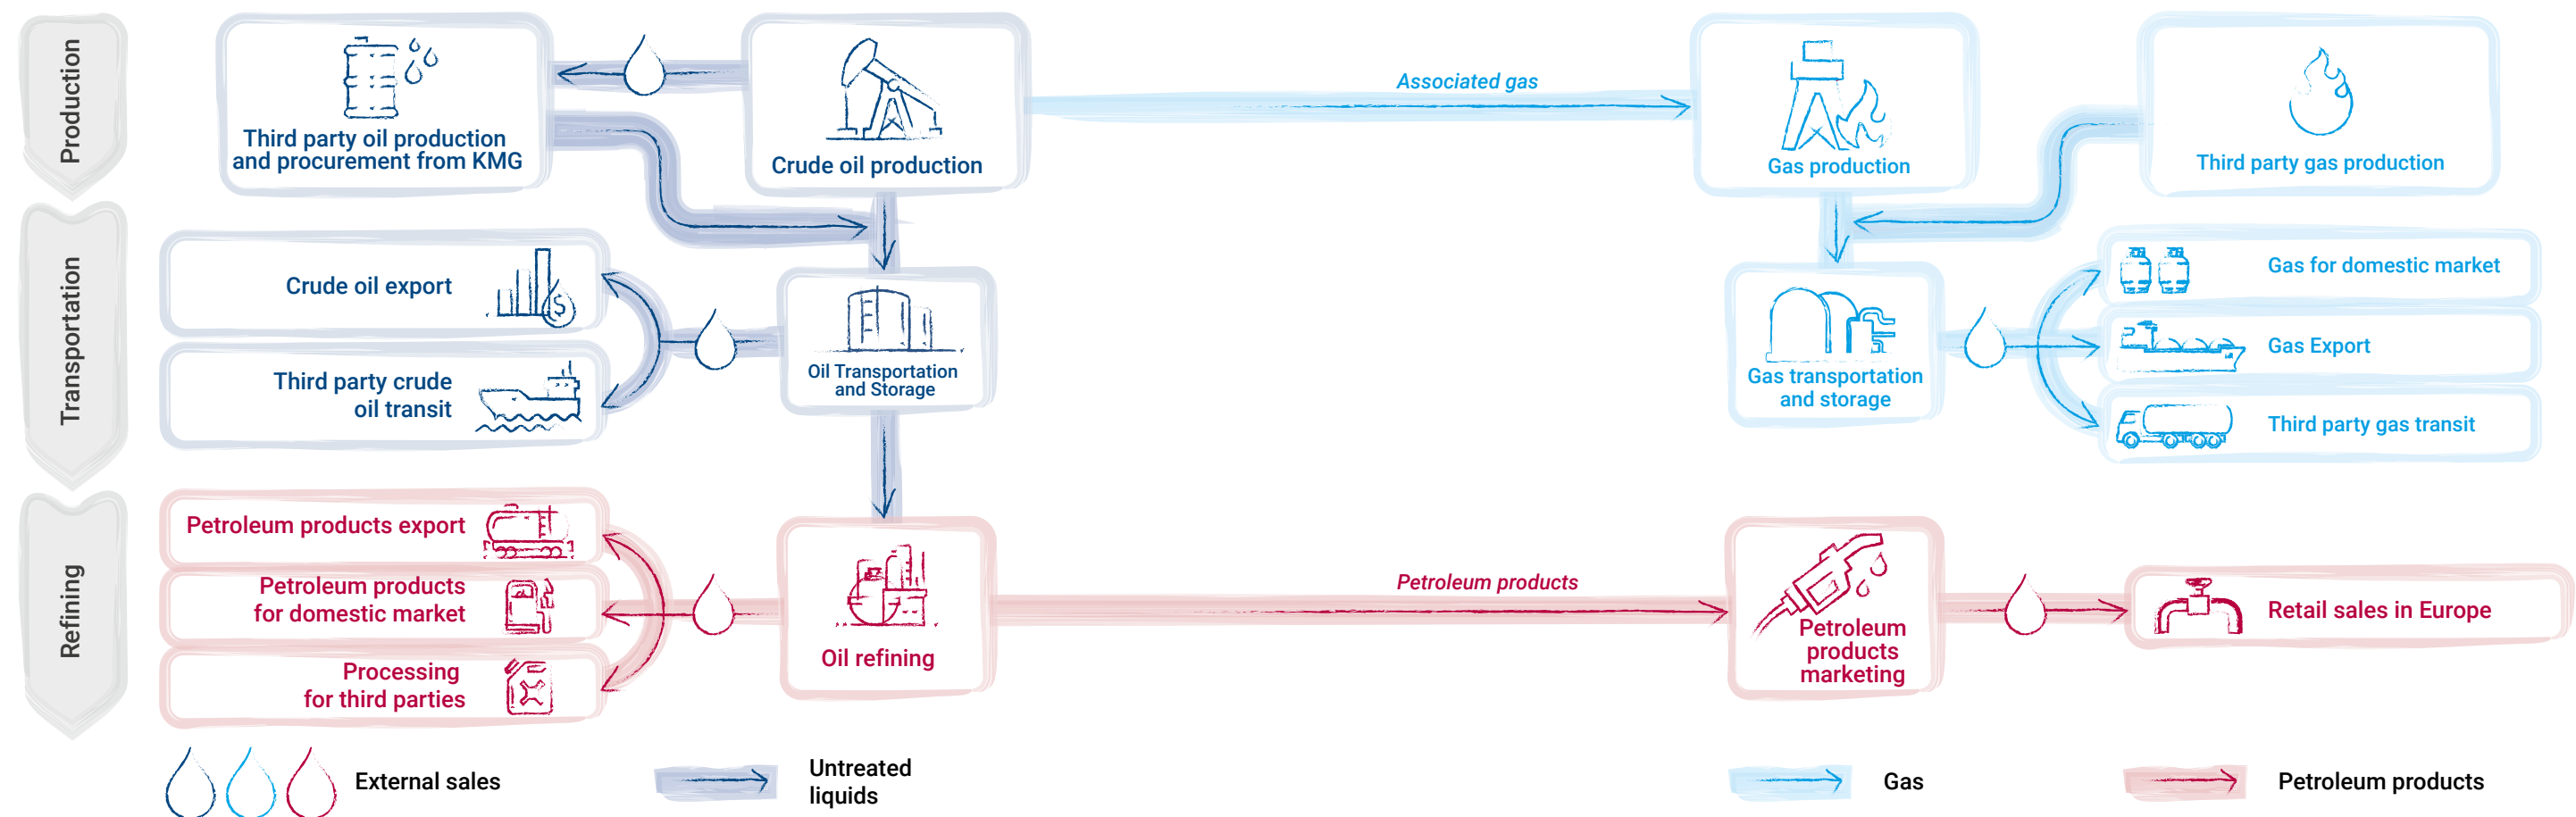 Production
Third party oil production
and procurement from KMG
Crude oil production
Associated gas
Gas production
Third party gas production
Transportation
Crude oil export
Third party crude
oil transit
Oil Transportation
and Storage
Gas transportation
and storage
Gas for domestic market
Gas Export
Third party gas transit
Refining
Petroleum products export
Petroleum products
for domestic market
Processing
for third parties
Oil refining
Petroleum products
Petroleum
products
marketing
Retail sales in Europe
External sales
Untreated
liquids
Gas
Petroleum products